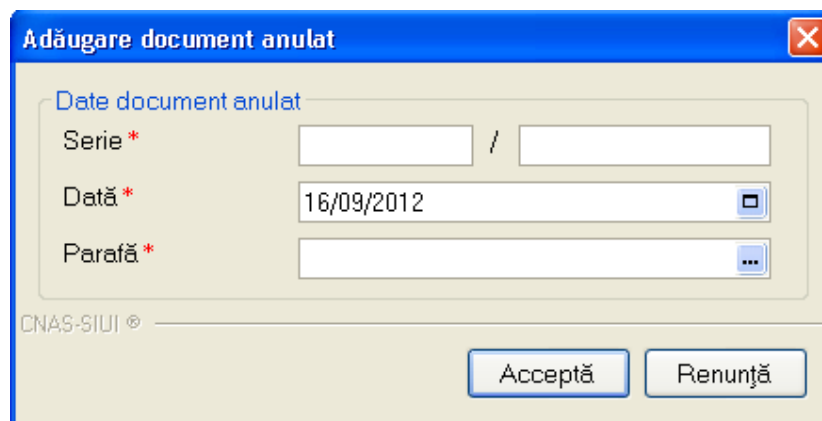 Adăugare document anulat
Date document anulat
Serie * /
Dată * 16/09/2012
Parafă * ...
CNAS-SIUI ®
Acceptă Renunţă